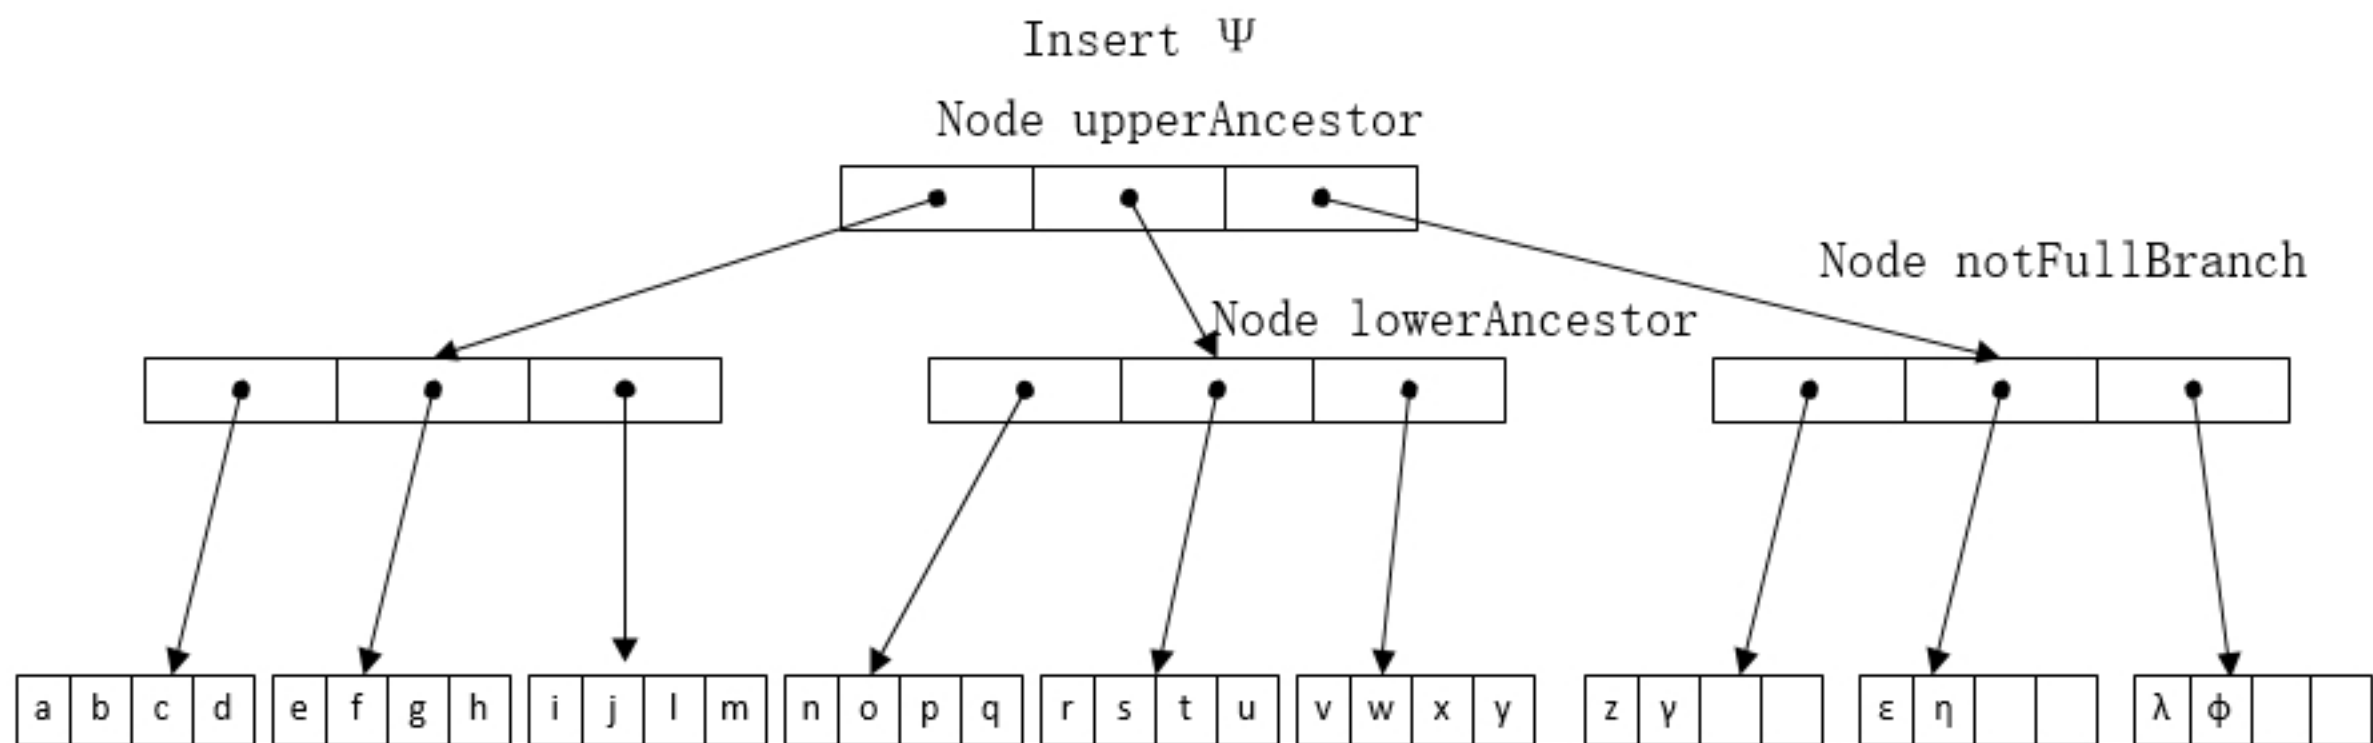 Insert Ψ
Node upperAncestor
Node notFullBranch
Node lowerAncestor
a b c d e f g h i j l m n o p q r s t u v w x y z γ ε η λ φ